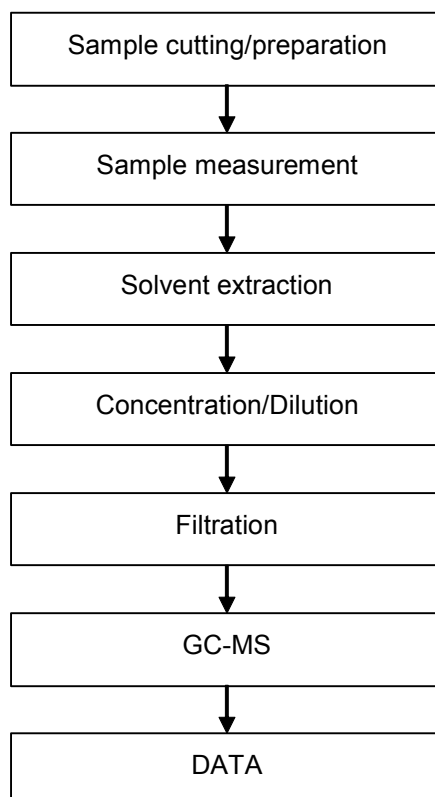 Sample cutting/preparation
Sample measurement
Solvent extraction
Concentration/Dilution
Filtration
GC-MS
DATA